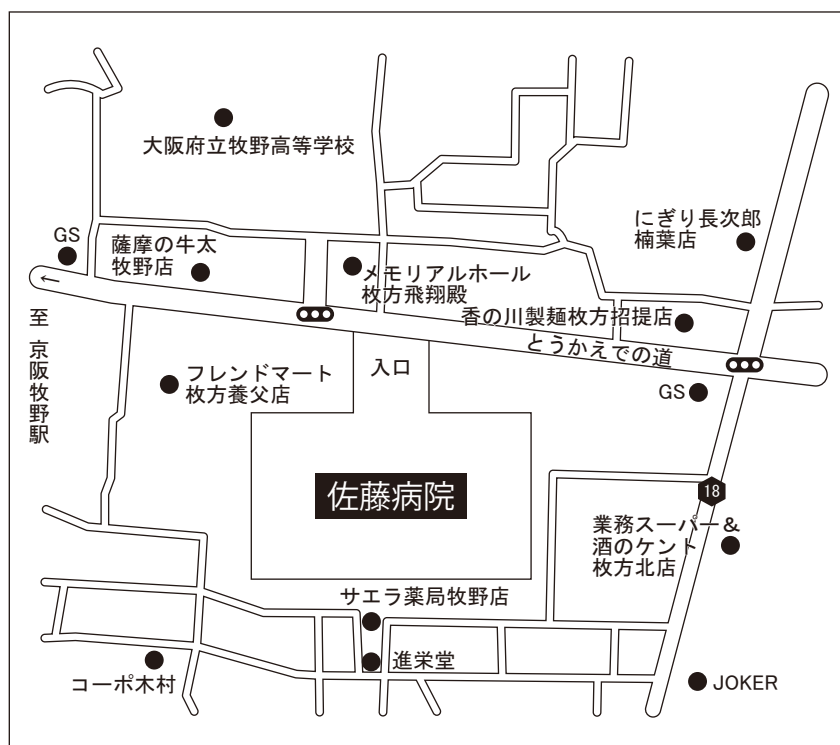 大阪府立牧野高等学校
にぎり長次郎
楠葉店
GS
薩摩の牛太
牧野店
メモリアルホール
枚方飛翔殿
香の川製麺枚方招提店
←
至 京阪牧野駅
とうかえでの道
フレンドマート
枚方養父店
入口
GS
佐藤病院
18
業務スーパー&
酒のケント
枚方北店
サエラ薬局牧野店
進栄堂
コーポ木村
JOKER